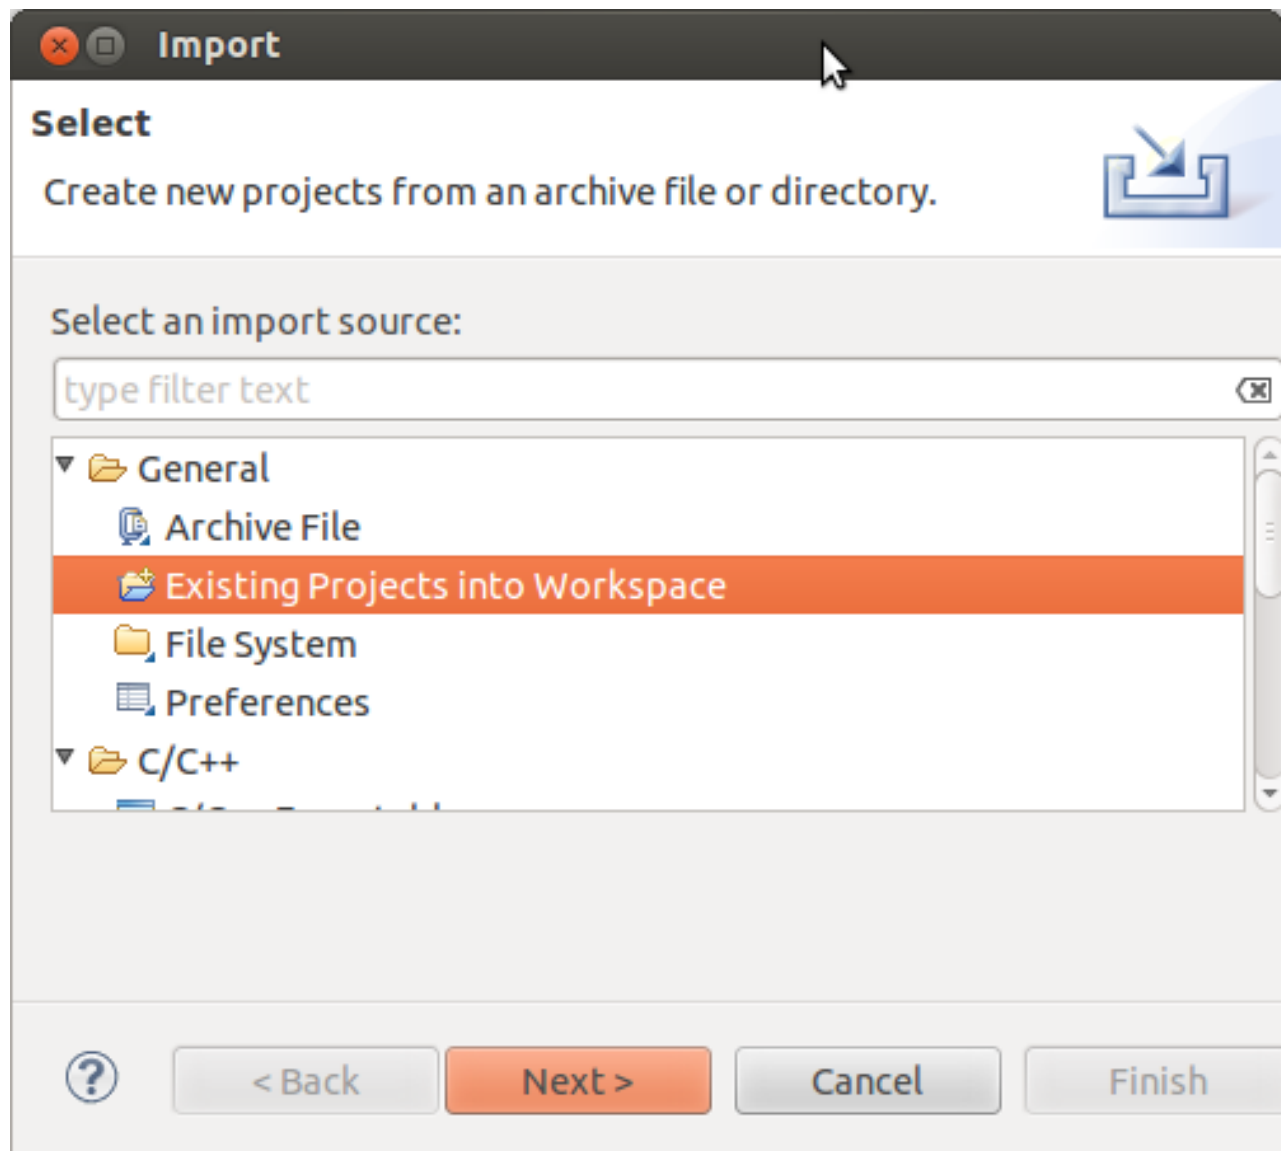 Import
Select
Create new projects from an archive file or directory.
Select an import source:
type filter text
General
Archive File
Existing Projects into Workspace
File System
Preferences
C/C++
?
< Back
Next >
Cancel
Finish